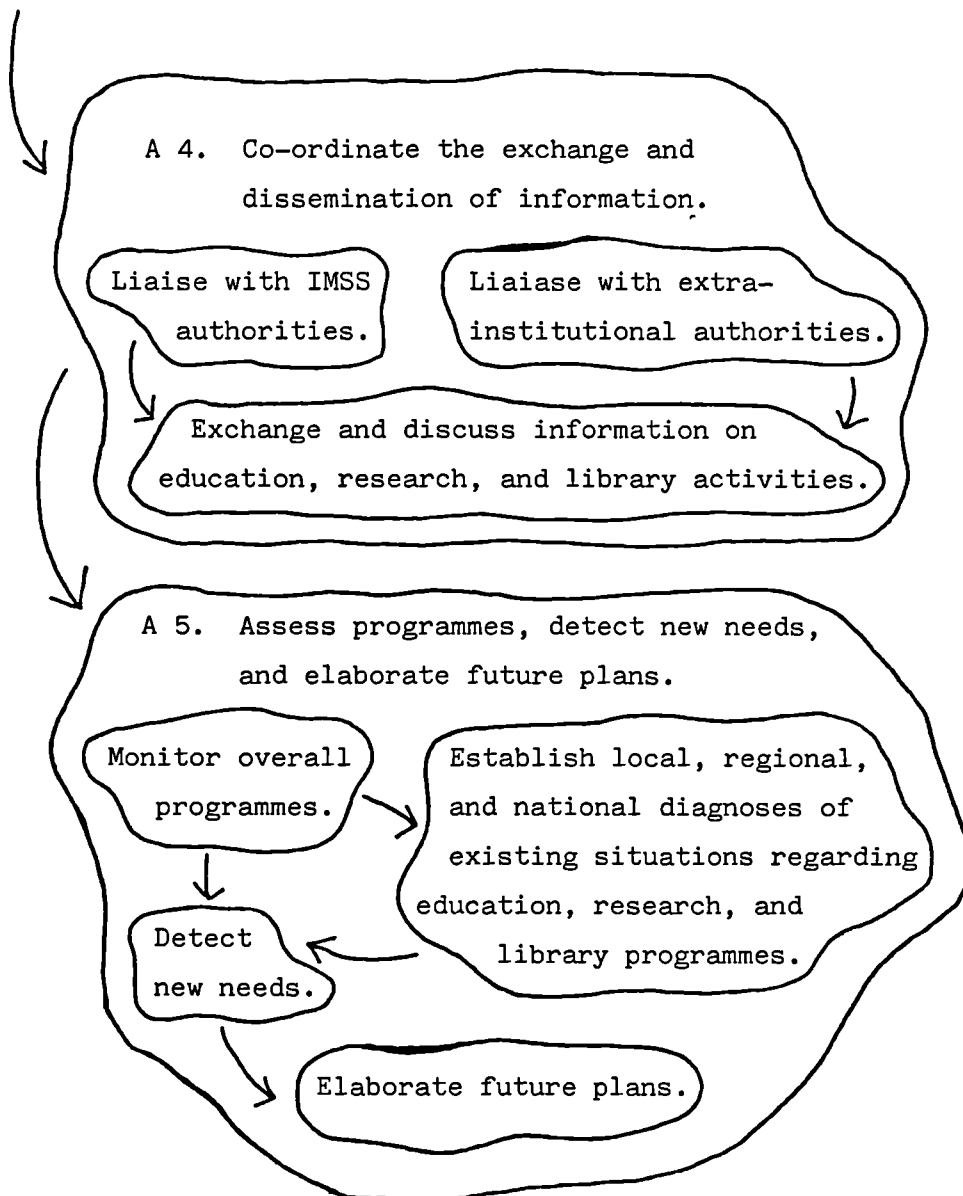 A 4. Co-ordinate the exchange and
dissemination of information.
Liaise with IMSS
authorities.
Liaiase with extra-
institutional authorities.
Exchange and discuss information on
education, research, and library activities.
A 5. Assess programmes, detect new needs,
and elaborate future plans.
Monitor overall
programmes.
Establish local, regional,
and national diagnoses of
existing situations regarding
education, research, and
library programmes.
Detect
new needs.
Elaborate future plans.